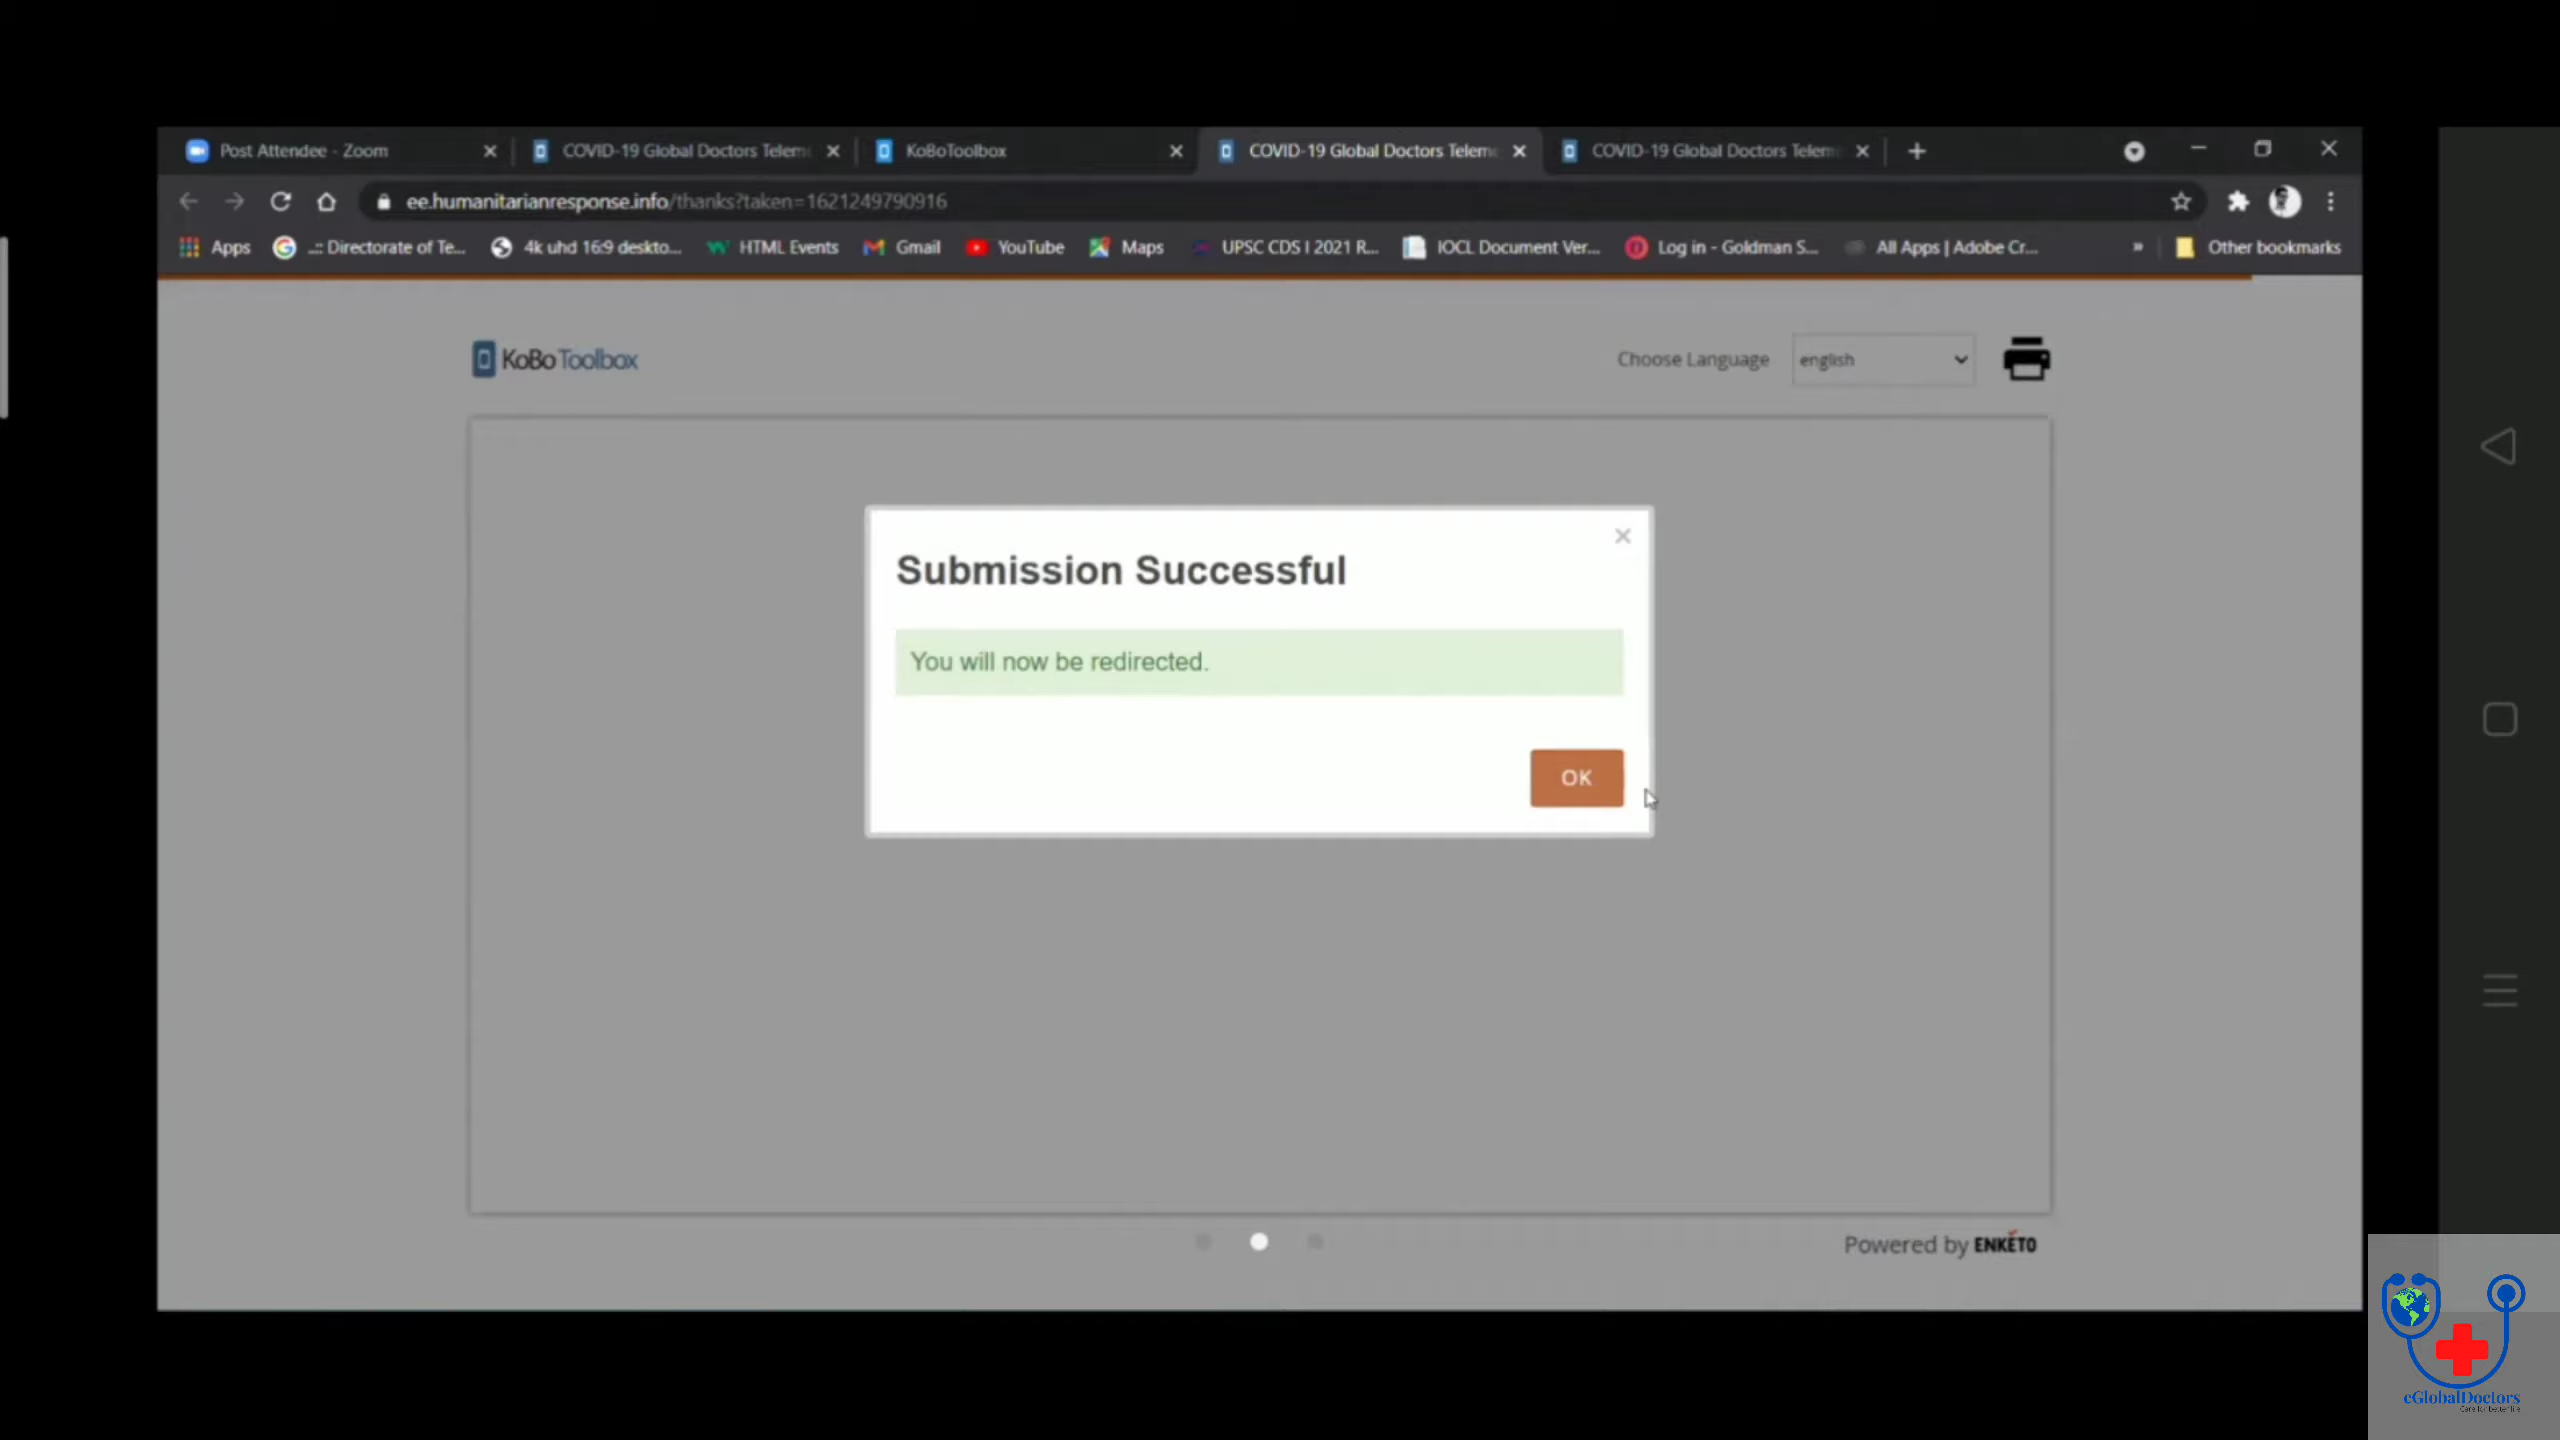 Post Attendee - Zoom
COVID-19 Global Doctors Telem
KoBoToolbox
COVID-19 Global Doctors Telem
COVID-19 Global Doctors Telem
ee.humanitarianresponse.info/thanks?taken=1621249790916
Apps
..:: Directorate of Te...
4k uhd 16:9 deskto...
HTML Events
Gmail
YouTube
Maps
UPSC CDS I 2021 R...
IOCL Document Ver...
Log in - Goldman S...
All Apps | Adobe Cr...
»
Other bookmarks
KoBoToolbox
Choose Language
english
Submission Successful
You will now be redirected.
OK
Powered by ENKETO
eGlobalDoctors